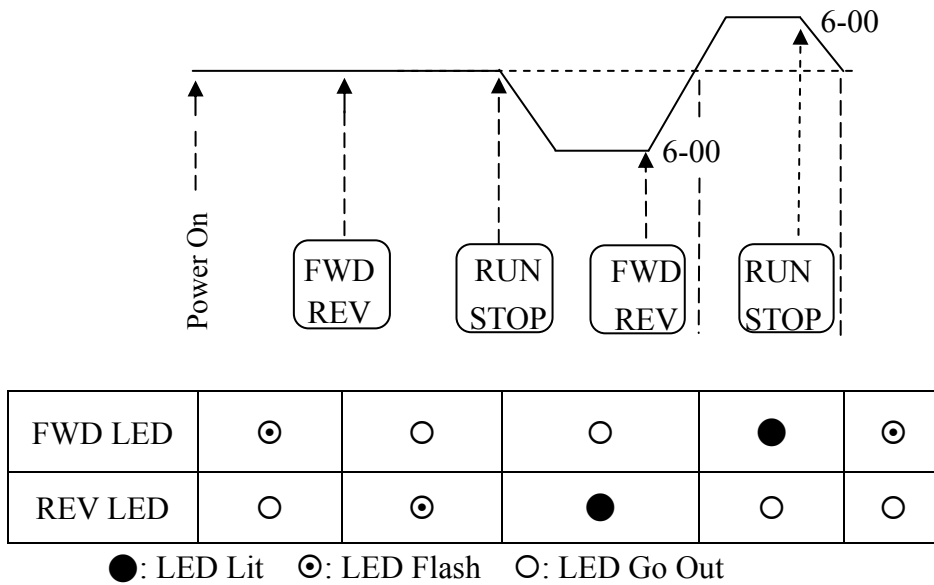 6-00
6-00
Power On
FWD
REV
RUN
STOP
FWD
REV
RUN
STOP
FWD LED ⊙ ○ ○ ● ⊙
REV LED ○ ⊙ ● ○ ○
●: LED Lit ⊙: LED Flash ○: LED Go Out